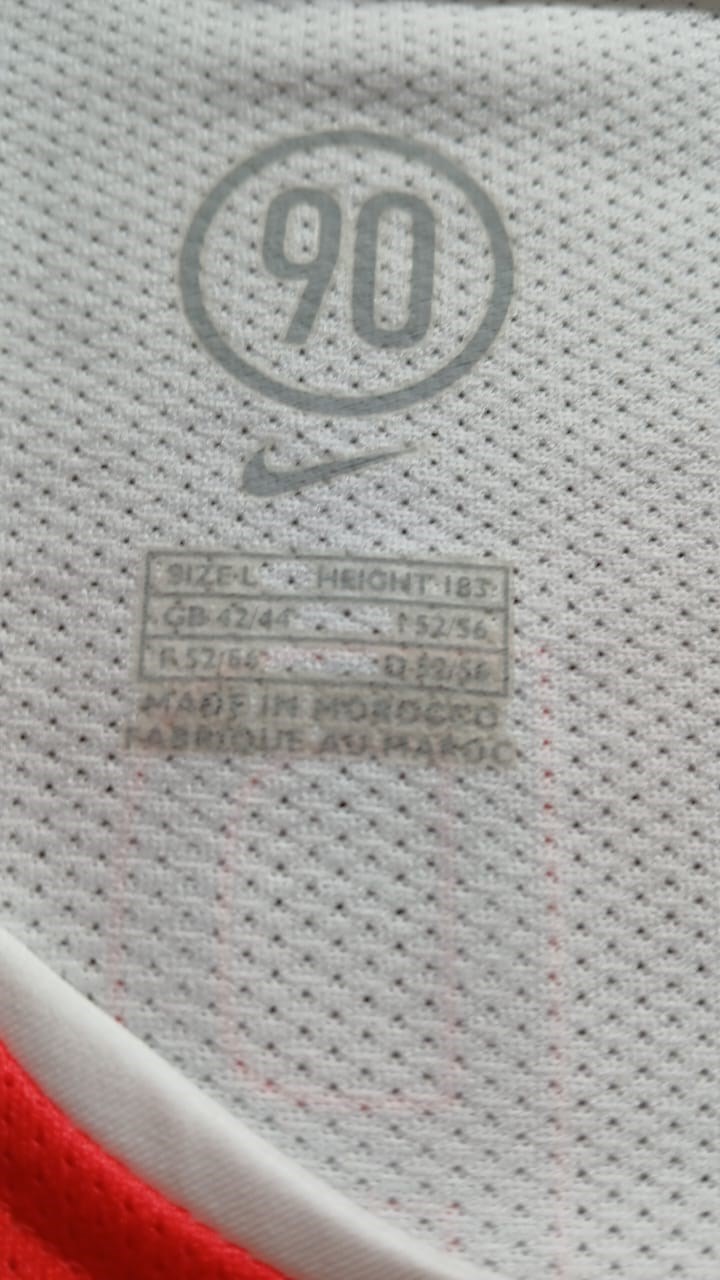 90
SIZE-L HEIGHT 183
GB-42/44 I 52/56
F. 52/56 D-52/56
MADE IN MOROCCO
FABRIQUE AU MAROC